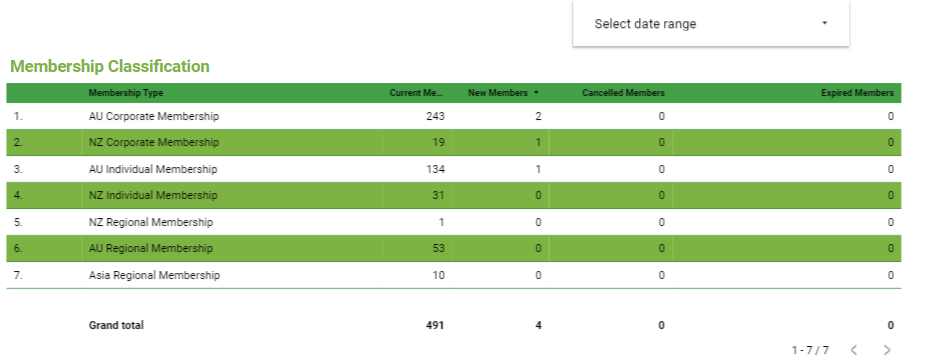 Select date range
Membership Classification
Membership Type Current Me... New Members Cancelled Members Expired Members
1. AU Corporate Membership 243 2 0 0
2. NZ Corporate Membership 19 1 0 0
3. AU Individual Membership 134 1 0 0
4. NZ Individual Membership 31 0 0 0
5. NZ Regional Membership 1 0 0 0
6. AU Regional Membership 53 0 0 0
7. Asia Regional Membership 10 0 0 0
Grand total 491 4 0 0
1 - 7 / 7